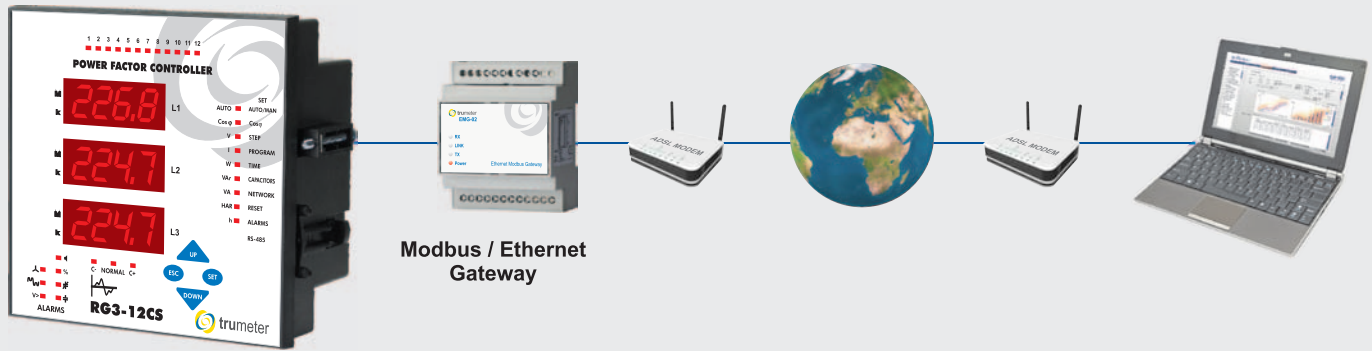 1 2 3 4 5 6 7 8 9 10 11 12
POWER FACTOR CONTROLLER
M
k
226.8
L1
M
k
224.7
L2
M
k
224.7
L3
SET
AUTO AUTO/MAN
Cosφ Cosφ
V STEP
I PROGRAM
W TIME
VAr CAPACITORS
VA NETWORK
HAR RESET
h ALARMS
RS-485
%
V>
ALARMS
C- NORMAL C+
UP
ESC
SET
DOWN
RG3-12CS
trumeter
trumeter
EMG-02
RX
LINK
TX
Power
Ethernet Modbus Gateway
Modbus / Ethernet
Gateway
ADSL MODEM
ADSL MODEM